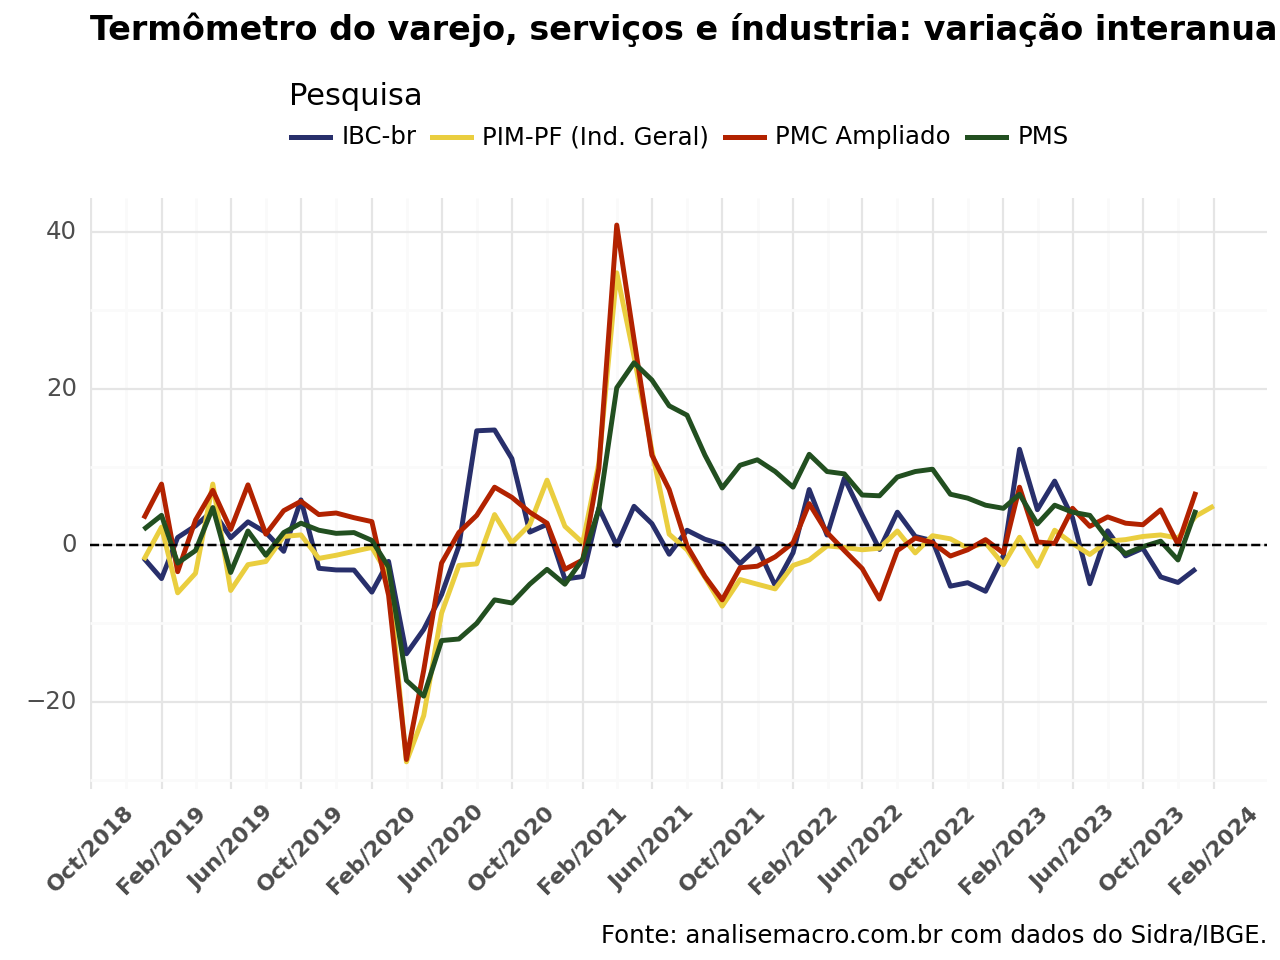 Termômetro do varejo, serviços e índustria: variação interanua
Pesquisa
IBC-br PIM-PF (Ind. Geral) PMC Ampliado PMS
40
20
0
−20
Oct/2018 Feb/2019 Jun/2019 Oct/2019 Feb/2020 Jun/2020 Oct/2020 Feb/2021 Jun/2021 Oct/2021 Feb/2022 Jun/2022 Oct/2022 Feb/2023 Jun/2023 Oct/2023 Feb/2024
Fonte: analisemacro.com.br com dados do Sidra/IBGE.